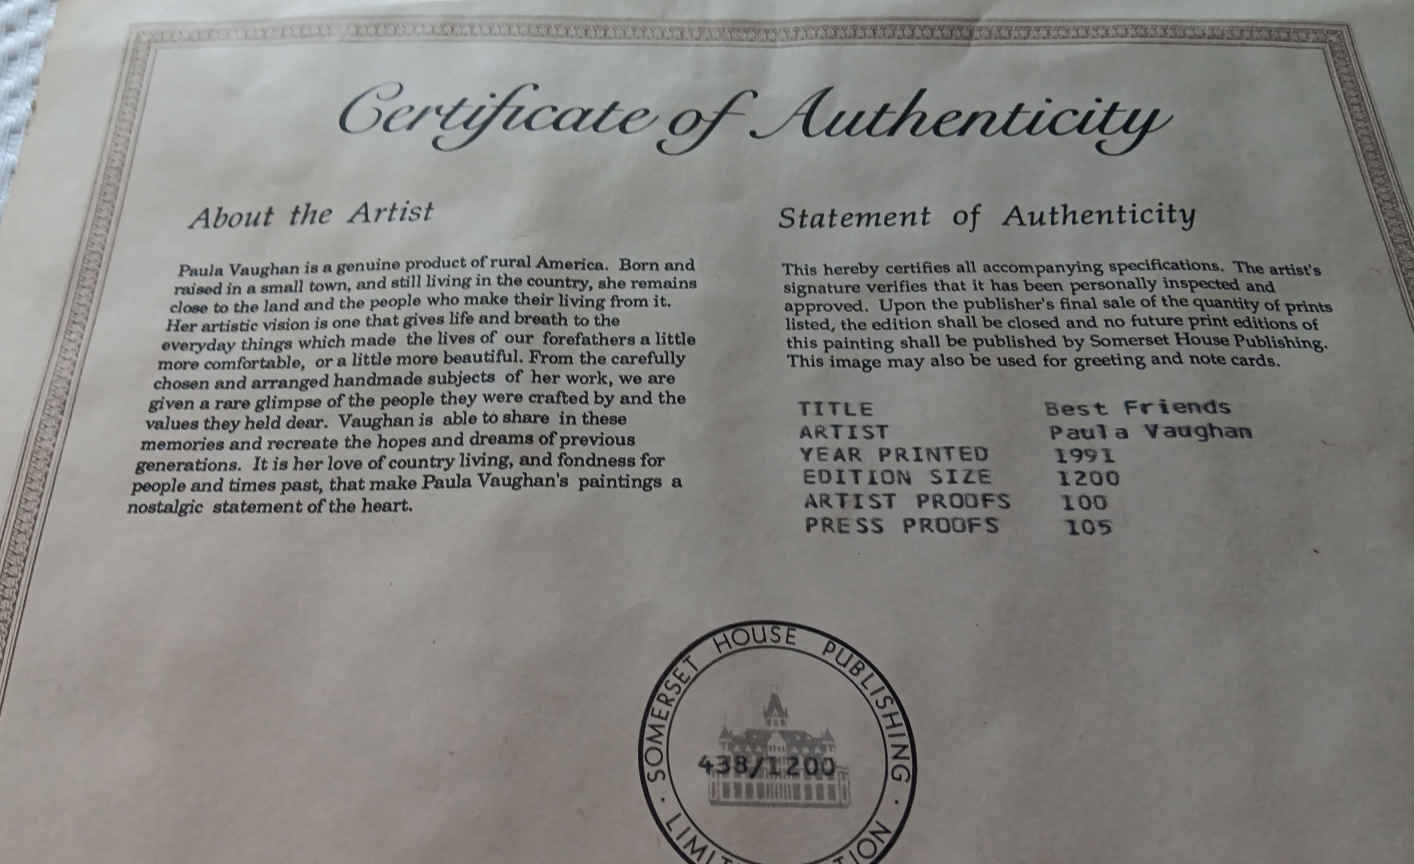 Certificate of Authenticity
About the Artist
Paula Vaughan is a genuine product of rural America. Born and
raised in a small town, and still living in the country, she remains
close to the land and the people who make their living from it.
Her artistic vision is one that gives life and breath to the
everyday things which made the lives of our forefathers a little
more comfortable, or a little more beautiful. From the carefully
chosen and arranged handmade subjects of her work, we are
given a rare glimpse of the people they were crafted by and the
values they held dear. Vaughan is able to share in these
memories and recreate the hopes and dreams of previous
generations. It is her love of country living, and fondness for
people and times past, that make Paula Vaughan's paintings a
nostalgic statement of the heart.
Statement of Authenticity
This hereby certifies all accompanying specifications. The artist's
signature verifies that it has been personally inspected and
approved. Upon the publisher's final sale of the quantity of prints
listed, the edition shall be closed and no future print editions of
this painting shall be published by Somerset House Publishing.
This image may also be used for greeting and note cards.
TITLE Best Friends
ARTIST Paula Vaughan
YEAR PRINTED 1991
EDITION SIZE 1200
ARTIST PROOFS 100
PRESS PROOFS 105
SOMERSET HOUSE PUBLISHING
438/1200